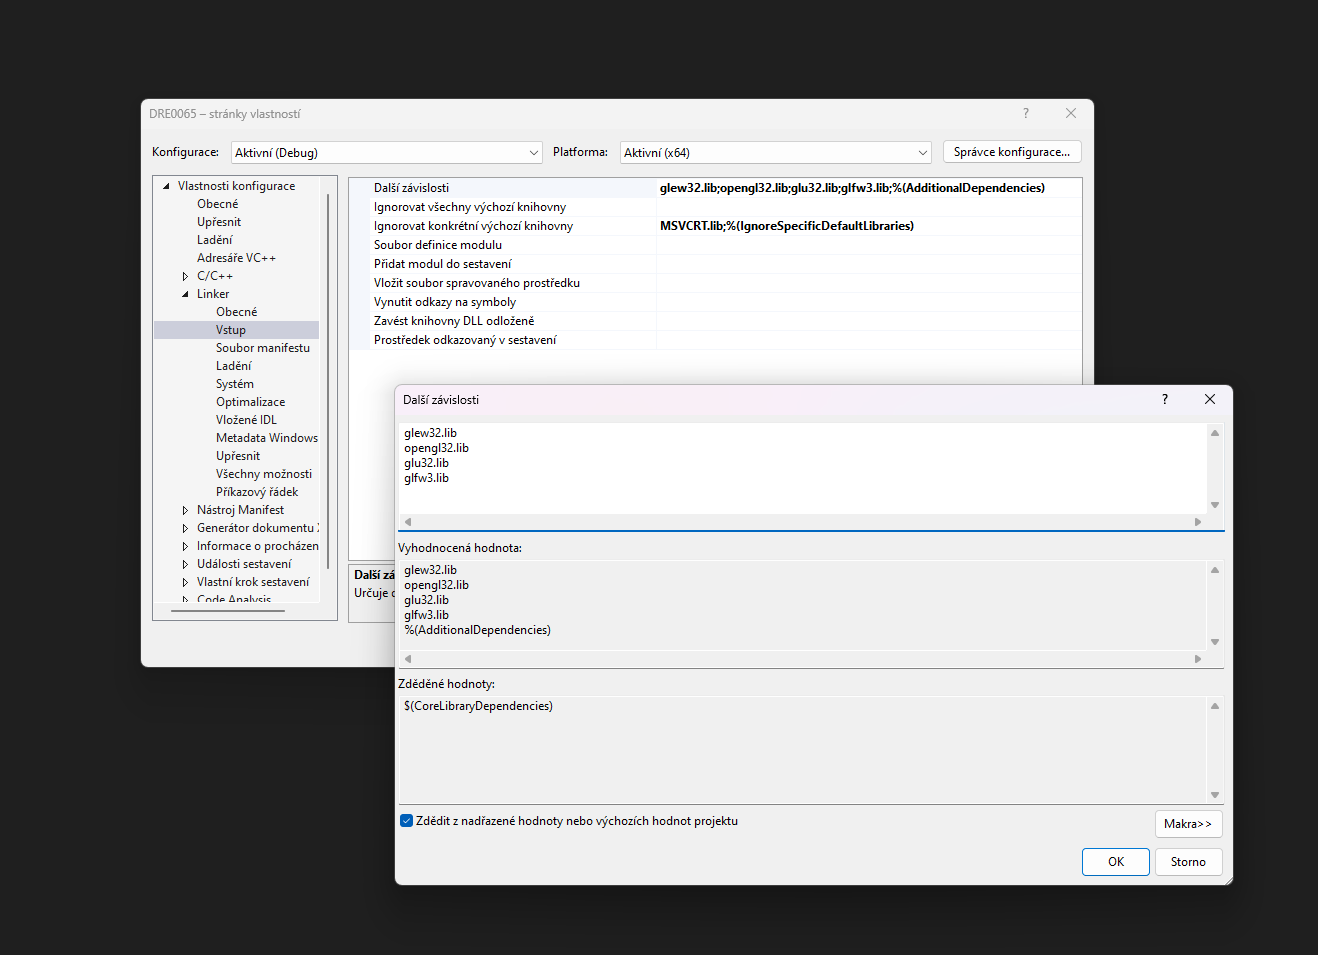 DRE0065 – stránky vlastností
?
Konfigurace:
Aktivní (Debug)
Platforma:
Aktivní (x64)
Správce konfigurace...
Vlastnosti konfigurace
Obecné
Upřesnit
Ladění
Adresáře VC++
C/C++
Linker
Obecné
Vstup
Soubor manifestu
Ladění
Systém
Optimalizace
Vložené IDL
Metadata Windows
Upřesnit
Všechny možnosti
Příkazový řádek
Nástroj Manifest
Generátor dokumentu
Informace o procházen
Události sestavení
Vlastní krok sestavení
Code Analysis
Další závislosti glew32.lib;opengl32.lib;glu32.lib;glfw3.lib;%(AdditionalDependencies)
Ignorovat všechny výchozí knihovny
Ignorovat konkrétní výchozí knihovny MSVCRT.lib;%(IgnoreSpecificDefaultLibraries)
Soubor definice modulu
Přidat modul do sestavení
Vložit soubor spravovaného prostředku
Vynutit odkazy na symboly
Zavést knihovny DLL odloženě
Prostředek odkazovaný v sestavení
Další zá
Určuje
Další závislosti
?
glew32.lib
opengl32.lib
glu32.lib
glfw3.lib
Vyhodnocená hodnota:
glew32.lib
opengl32.lib
glu32.lib
glfw3.lib
%(AdditionalDependencies)
Zděděné hodnoty:
$(CoreLibraryDependencies)
Zdědit z nadřazené hodnoty nebo výchozích hodnot projektu
Makra>>
OK
Storno